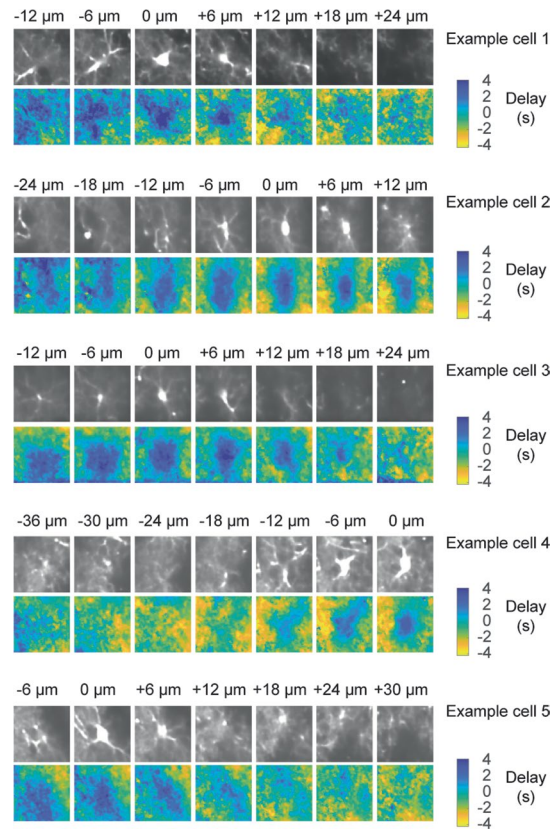 -12 µm -6 µm 0 µm +6 µm +12 µm +18 µm +24 µm
Example cell 1
4
2
0
-2
-4
Delay
(s)
-24 µm -18 µm -12 µm -6 µm 0 µm +6 µm +12 µm
Example cell 2
4
2
0
-2
-4
Delay
(s)
-12 µm -6 µm 0 µm +6 µm +12 µm +18 µm +24 µm
Example cell 3
4
2
0
-2
-4
Delay
(s)
-36 µm -30 µm -24 µm -18 µm -12 µm -6 µm 0 µm
Example cell 4
4
2
0
-2
-4
Delay
(s)
-6 µm 0 µm +6 µm +12 µm +18 µm +24 µm +30 µm
Example cell 5
4
2
0
-2
-4
Delay
(s)